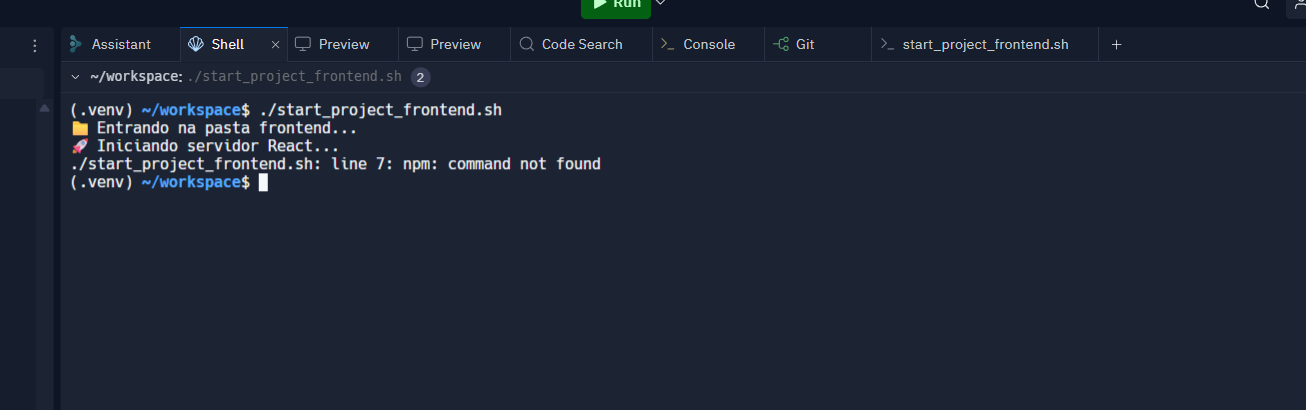 Run
Assistant
Shell
Preview
Preview
Code Search
Console
Git
start_project_frontend.sh
~/workspace: ./start_project_frontend.sh 2
(.venv) ~/workspace$ ./start_project_frontend.sh
📁 Entrando na pasta frontend...
🚀 Iniciando servidor React...
./start_project_frontend.sh: line 7: npm: command not found
(.venv) ~/workspace$